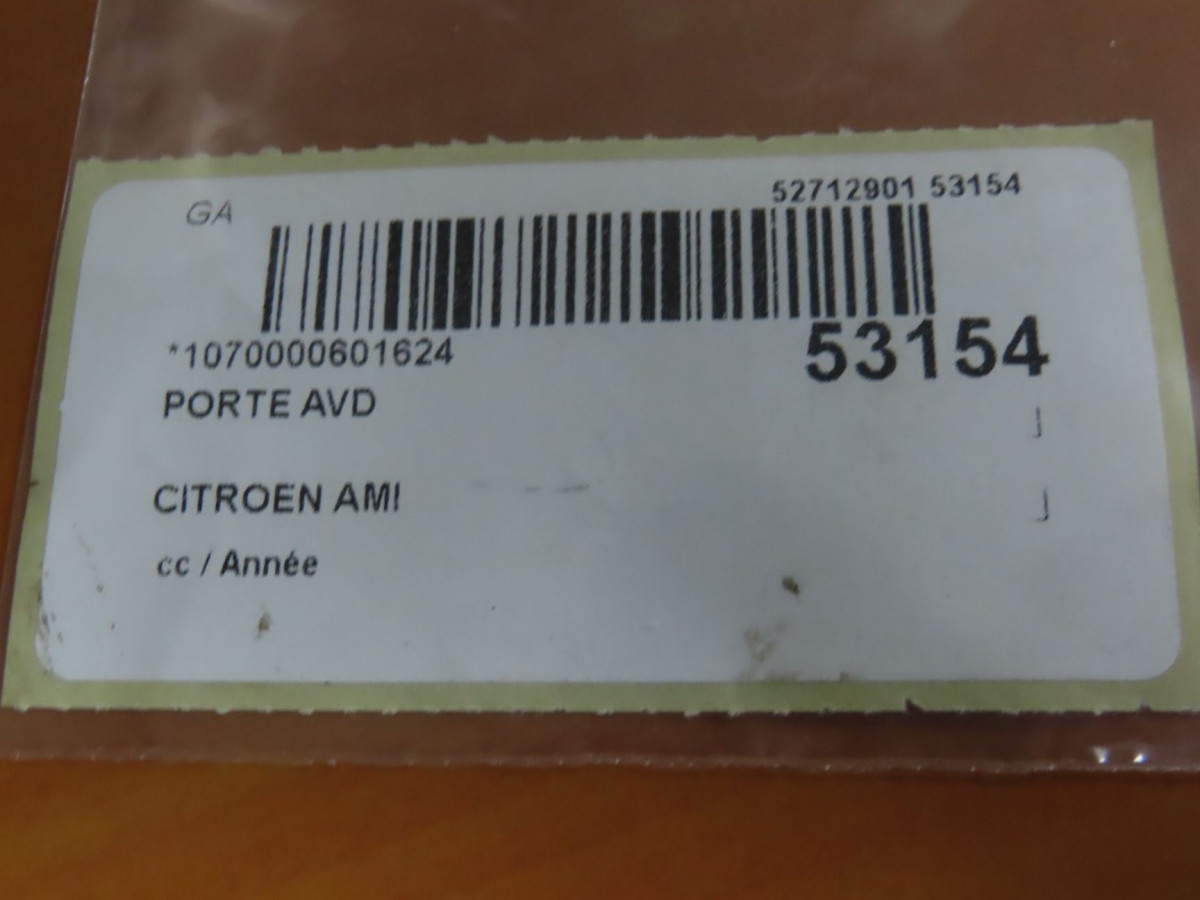 GA
52712901 53154
*1070000601624
53154
PORTE AVD
CITROEN AMI
cc / Année